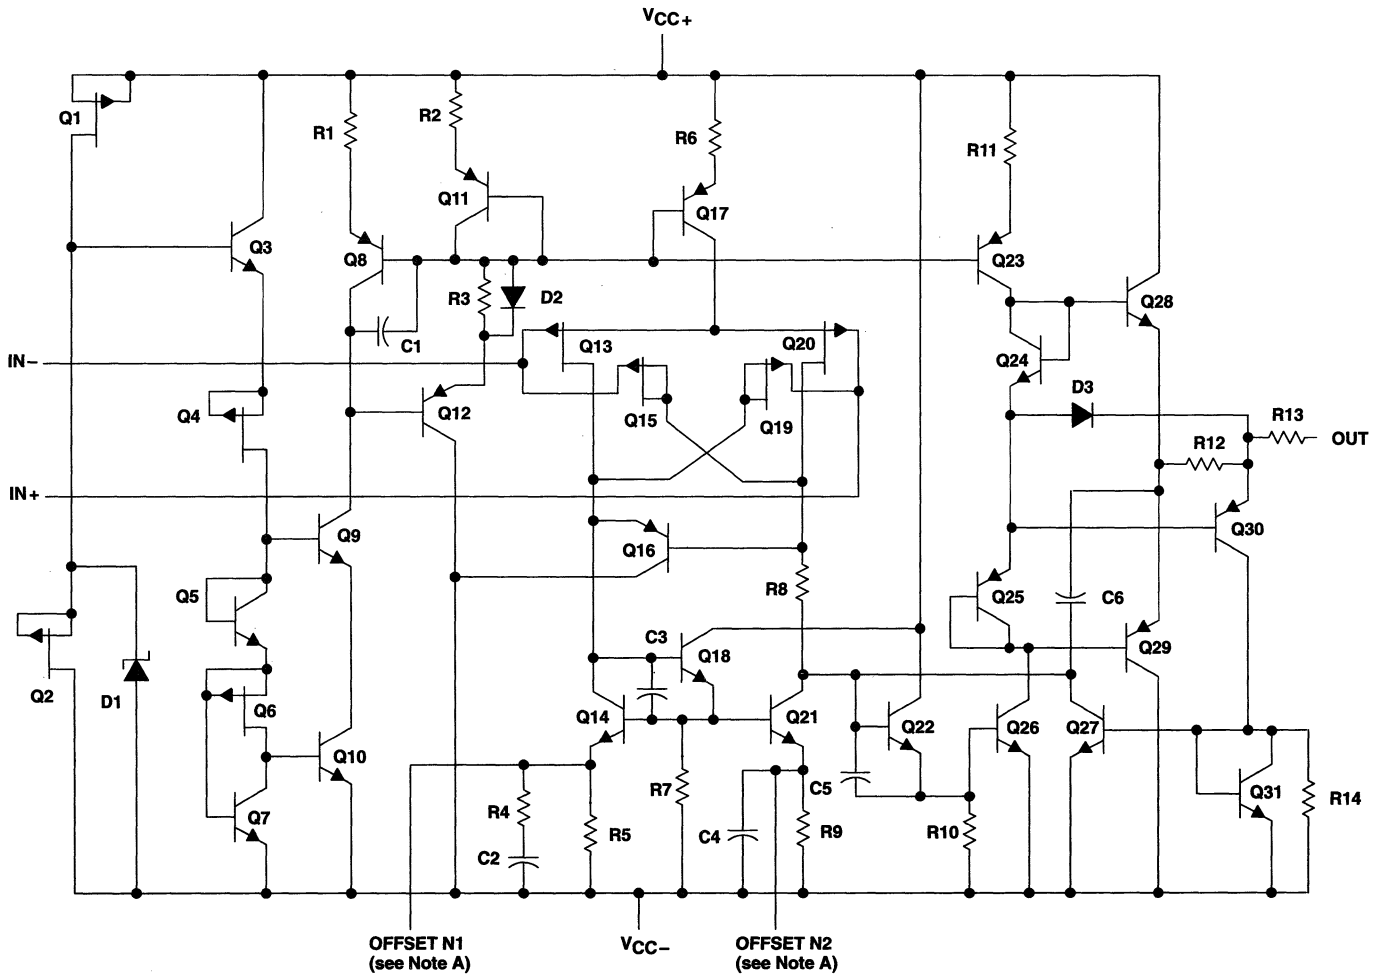 VCC+
Q1
R1
R2
R6
R11
Q11
Q17
Q3
Q8
Q23
R3
D2
Q28
C1
Q13
Q20
IN−
Q24
D3
Q4
Q12
Q15
Q19
R13
OUT
R12
IN+
Q9
Q16
Q30
Q5
R8
Q25
C6
C3
Q18
Q29
Q2
D1
Q6
Q14
Q21
Q22
Q26
Q27
Q10
C5
R7
Q31
R14
Q7
R4
R5
C4
R9
R10
C2
OFFSET N1
(see Note A)
VCC−
OFFSET N2
(see Note A)